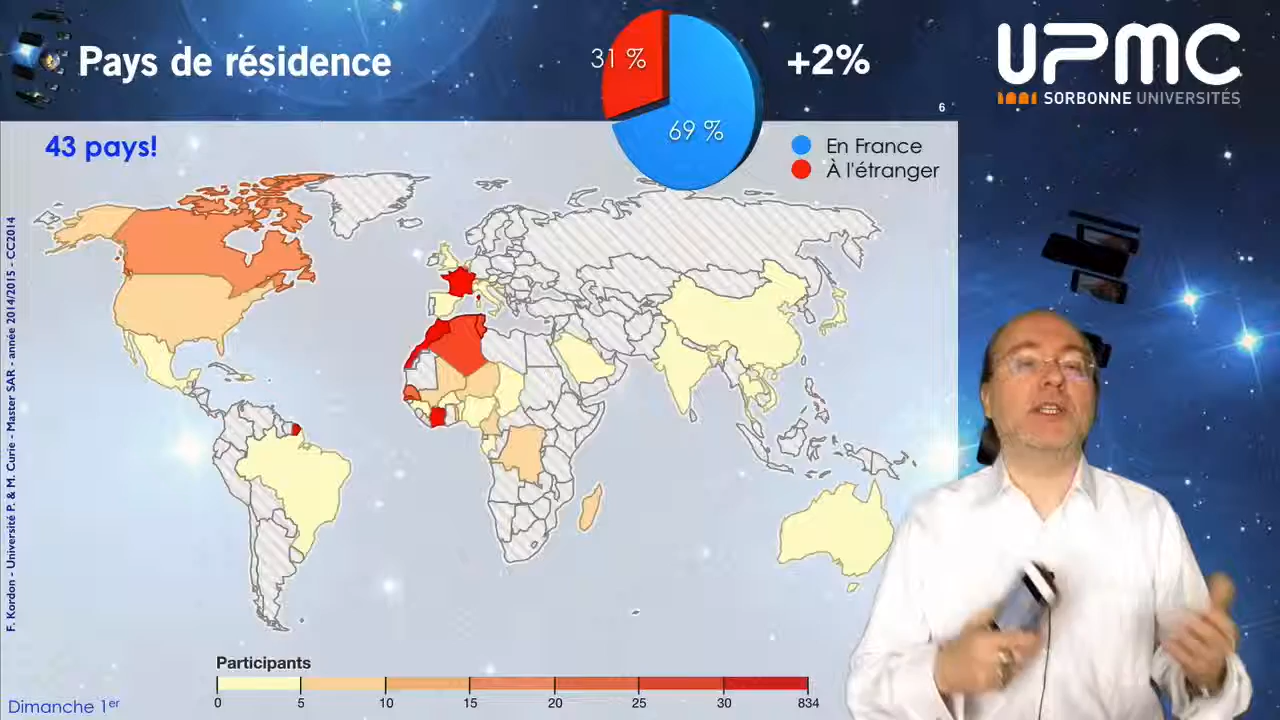 Pays de résidence
31 %
69 %
+2%
UPMC
SORBONNE UNIVERSITÉS
6
43 pays!
En France
À l'étranger
F. Kordon - Université P. & M. Curie - Master SAR - année 2014/2015 - CC2014
Participants
0 5 10 15 20 25 30 834
Dimanche 1er